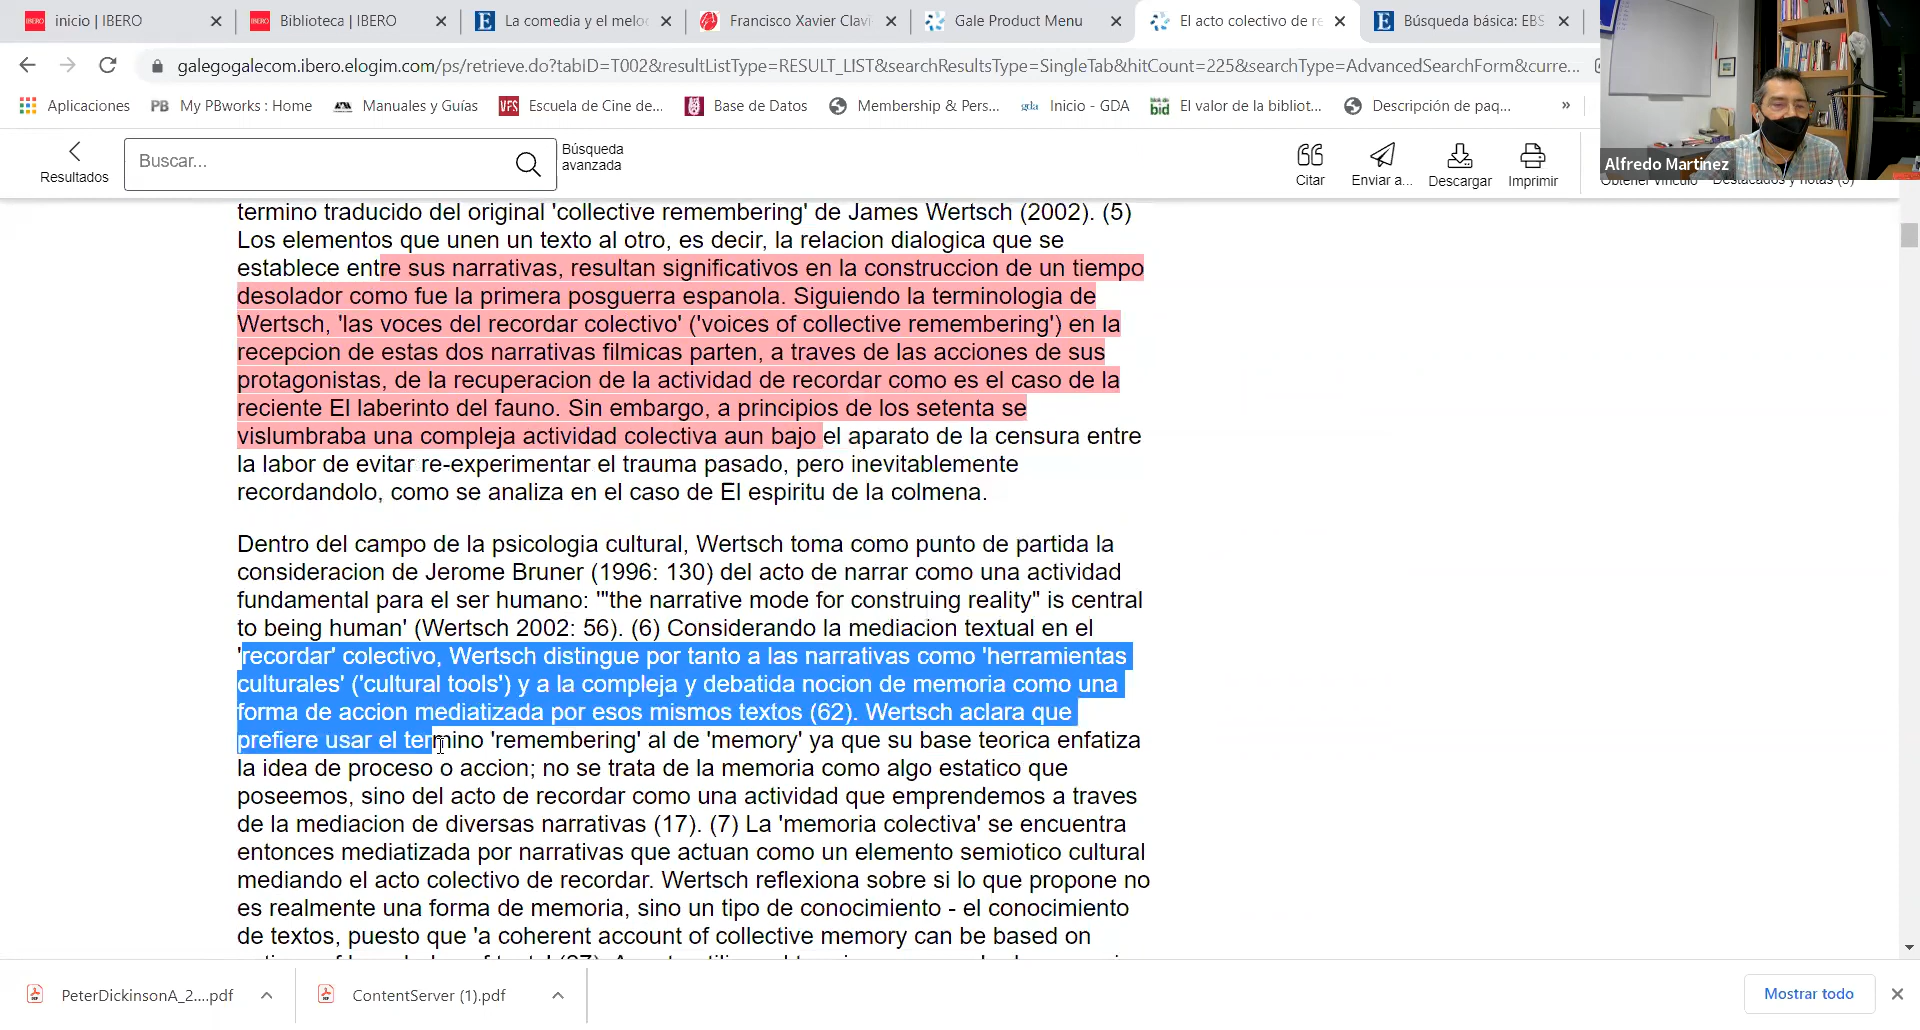 inicio | IBERO
Biblioteca | IBERO
La comedia y el melo
Francisco Xavier Clavi
Gale Product Menu
El acto colectivo de re
Búsqueda básica: EBS
galegogalecom.ibero.elogim.com/ps/retrieve.do?tabID=T002&resultListType=RESULT_LIST&searchResultsType=SingleTab&hitCount=225&searchType=AdvancedSearchForm&curre...
Aplicaciones
PB My PBworks : Home
Manuales y Guías
VFS Escuela de Cine de...
Base de Datos
Membership & Pers...
gda Inicio - GDA
bid El valor de la bibliot...
Descripción de paq...
»
Resultados
Buscar...
Búsqueda
avanzada
Citar
Enviar a...
Descargar
Imprimir
Obtener vínculo
Destacados y notas (3)
Alfredo Martinez
termino traducido del original 'collective remembering' de James Wertsch (2002). (5)
Los elementos que unen un texto al otro, es decir, la relacion dialogica que se
establece entre sus narrativas, resultan significativos en la construccion de un tiempo
desolador como fue la primera posguerra espanola. Siguiendo la terminologia de
Wertsch, 'las voces del recordar colectivo' ('voices of collective remembering') en la
recepcion de estas dos narrativas filmicas parten, a traves de las acciones de sus
protagonistas, de la recuperacion de la actividad de recordar como es el caso de la
reciente El laberinto del fauno. Sin embargo, a principios de los setenta se
vislumbraba una compleja actividad colectiva aun bajo el aparato de la censura entre
la labor de evitar re-experimentar el trauma pasado, pero inevitablemente
recordandolo, como se analiza en el caso de El espiritu de la colmena.
Dentro del campo de la psicologia cultural, Wertsch toma como punto de partida la
consideracion de Jerome Bruner (1996: 130) del acto de narrar como una actividad
fundamental para el ser humano: '"the narrative mode for construing reality" is central
to being human' (Wertsch 2002: 56). (6) Considerando la mediacion textual en el
'recordar' colectivo, Wertsch distingue por tanto a las narrativas como 'herramientas
culturales' ('cultural tools') y a la compleja y debatida nocion de memoria como una
forma de accion mediatizada por esos mismos textos (62). Wertsch aclara que
prefiere usar el termino 'remembering' al de 'memory' ya que su base teorica enfatiza
la idea de proceso o accion; no se trata de la memoria como algo estatico que
poseemos, sino del acto de recordar como una actividad que emprendemos a traves
de la mediacion de diversas narrativas (17). (7) La 'memoria colectiva' se encuentra
entonces mediatizada por narrativas que actuan como un elemento semiotico cultural
mediando el acto colectivo de recordar. Wertsch reflexiona sobre si lo que propone no
es realmente una forma de memoria, sino un tipo de conocimiento - el conocimiento
de textos, puesto que 'a coherent account of collective memory can be based on
PeterDickinsonA_2....pdf
ContentServer (1).pdf
Mostrar todo